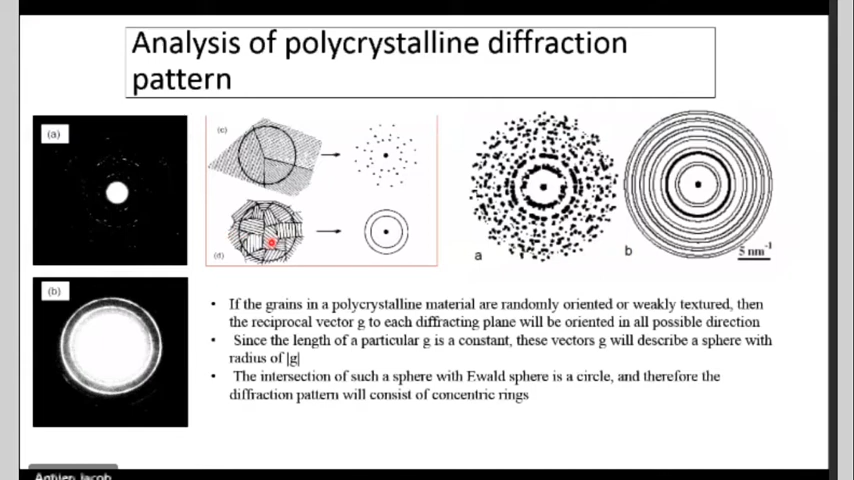 Analysis of polycrystalline diffraction
pattern
(a)
(b)
(c)
(d)
a
b
5 nm⁻¹
• If the grains in a polycrystalline material are randomly oriented or weakly textured, then
the reciprocal vector g to each diffracting plane will be oriented in all possible direction
• Since the length of a particular g is a constant, these vectors g will describe a sphere with
radius of |g|
• The intersection of such a sphere with Ewald sphere is a circle, and therefore the
diffraction pattern will consist of concentric rings
Jacob